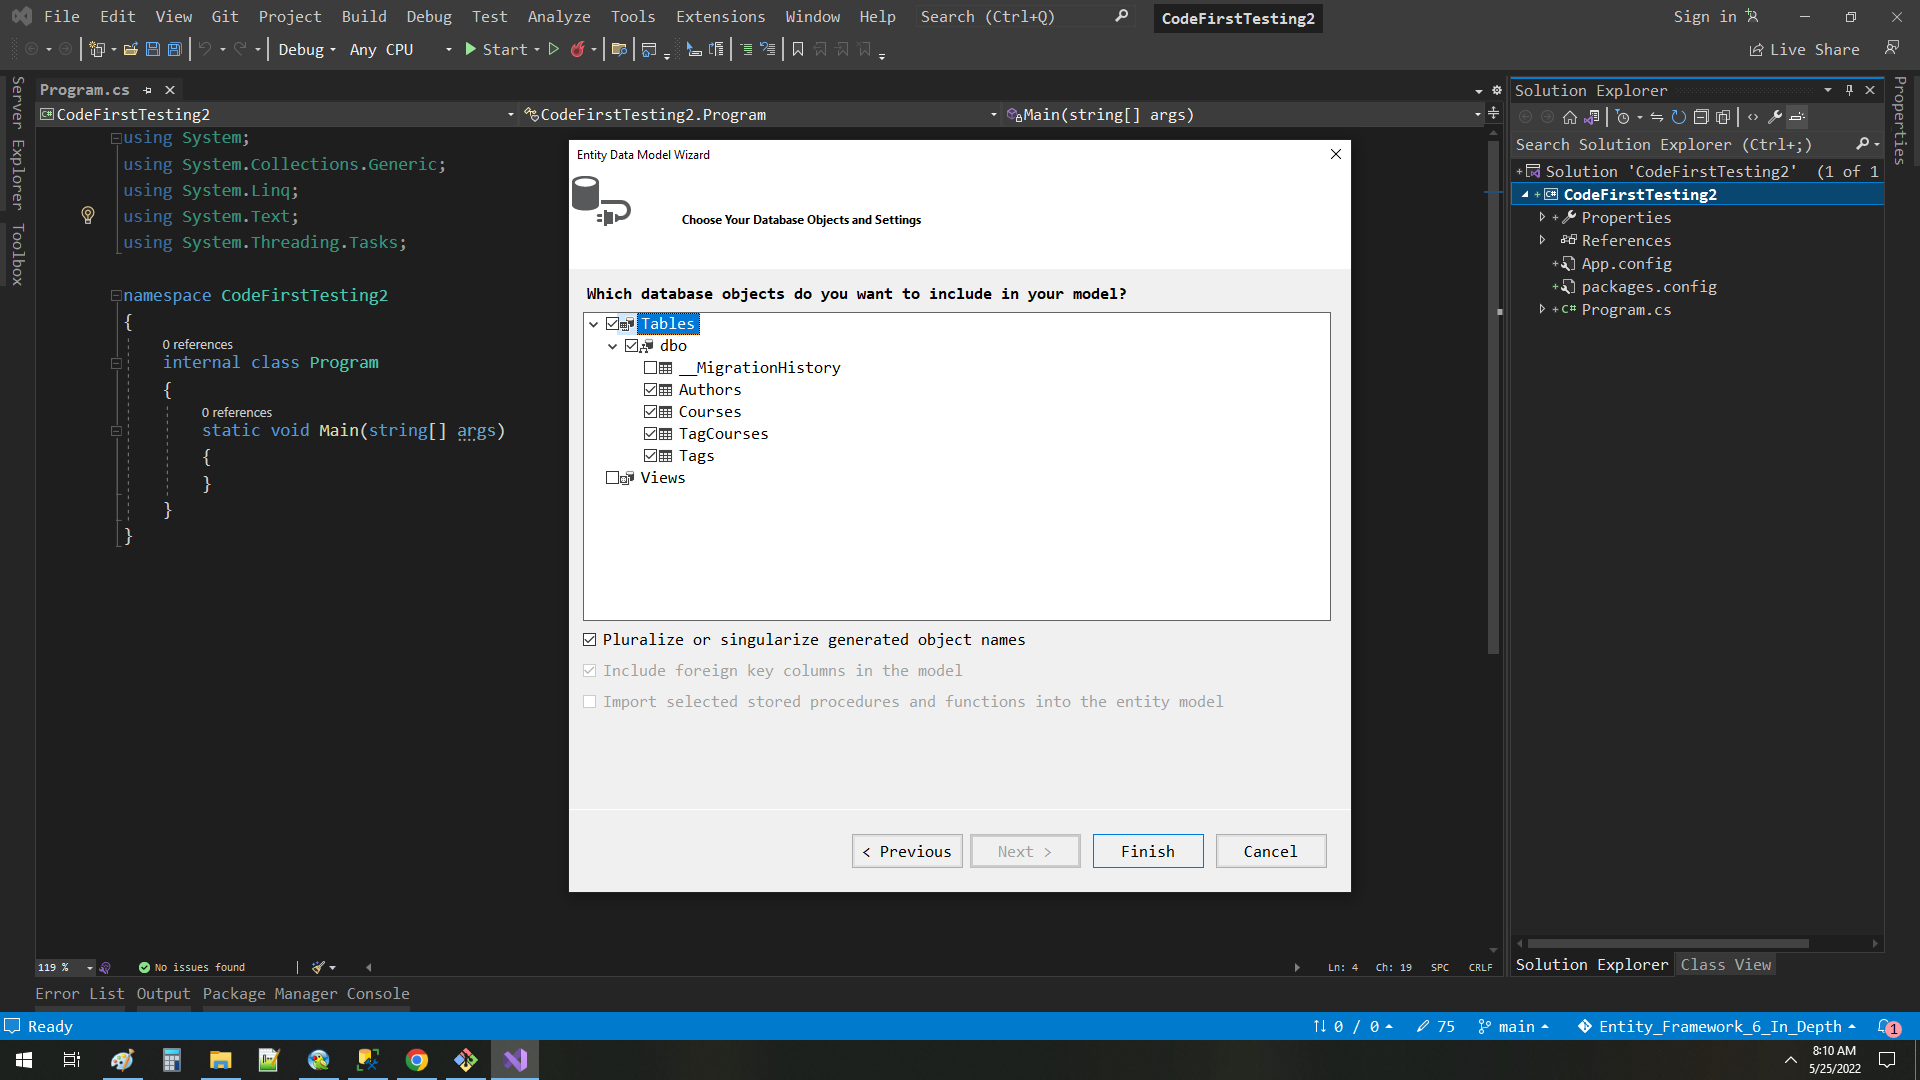 File Edit View Git Project Build Debug Test Analyze Tools Extensions Window Help Search (Ctrl+Q) CodeFirstTesting2 Sign in
Debug Any CPU Start Live Share
Server Explorer
Toolbox
Program.cs
CodeFirstTesting2 CodeFirstTesting2.Program Main(string[] args)
using System;
using System.Collections.Generic;
using System.Linq;
using System.Text;
using System.Threading.Tasks;
namespace CodeFirstTesting2
{
0 references
internal class Program
{
0 references
static void Main(string[] args)
{
}
}
}
Entity Data Model Wizard
Choose Your Database Objects and Settings
Which database objects do you want to include in your model?
Tables
dbo
__MigrationHistory
Authors
Courses
TagCourses
Tags
Views
Pluralize or singularize generated object names
Include foreign key columns in the model
Import selected stored procedures and functions into the entity model
< Previous Next > Finish Cancel
Solution Explorer
Search Solution Explorer (Ctrl+;)
Solution 'CodeFirstTesting2' (1 of 1
C# CodeFirstTesting2
Properties
References
App.config
packages.config
C# Program.cs
Properties
119 % No issues found Ln: 4 Ch: 19 SPC CRLF
Solution Explorer Class View
Error List Output Package Manager Console
Ready 0 / 0 75 main Entity_Framework_6_In_Depth 1
8:10 AM
5/25/2022